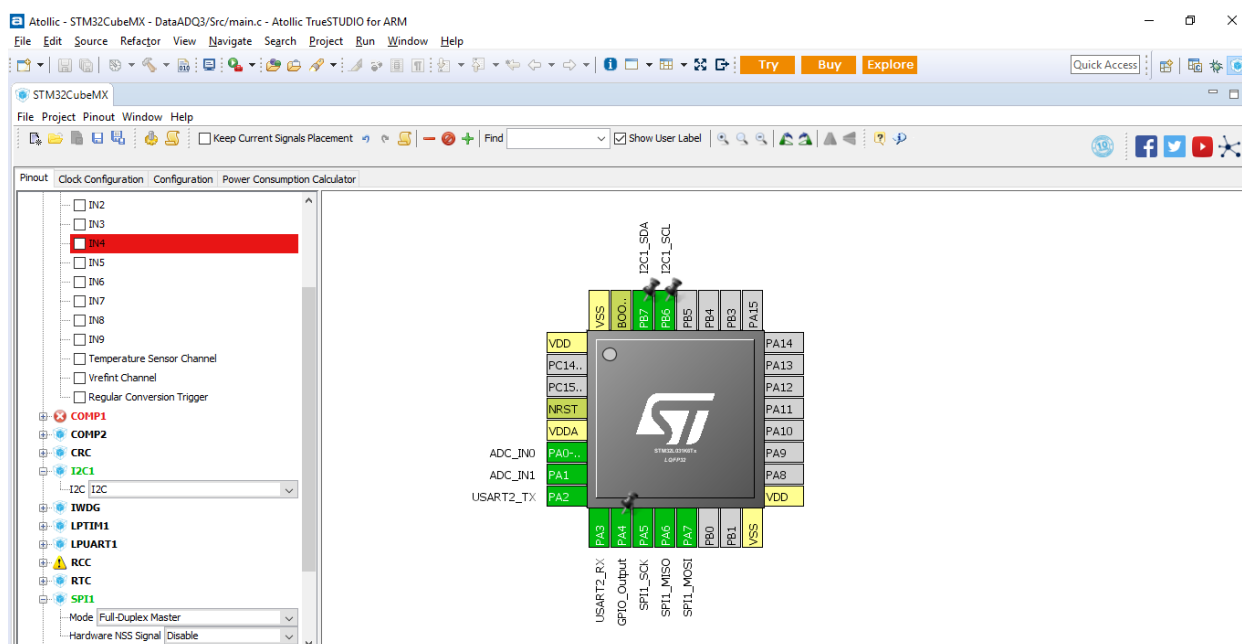 Atollic - STM32CubeMX - DataADQ3/Src/main.c - Atollic TrueSTUDIO for ARM
File Edit Source Refactor View Navigate Search Project Run Window Help
Try Buy Explore Quick Access
STM32CubeMX
File Project Pinout Window Help
Keep Current Signals Placement Find Show User Label
Pinout Clock Configuration Configuration Power Consumption Calculator
IN2
IN3
IN4
IN5
IN6
IN7
IN8
IN9
Temperature Sensor Channel
Vrefint Channel
Regular Conversion Trigger
COMP1
COMP2
CRC
I2C1
I2C I2C
IWDG
LPTIM1
LPUART1
RCC
RTC
SPI1
Mode Full-Duplex Master
Hardware NSS Signal Disable
I2C1_SDA I2C1_SCL
VSS BOO.. PB7 PB6 PB5 PB4 PB3 PA15
VDD PA14
PC14.. PA13
PC15.. PA12
NRST PA11
VDDA PA10
ADC_IN0 PA0-.. PA9
ADC_IN1 PA1 PA8
USART2_TX PA2 VDD
ST
LQFP32
PA3 PA4 PA5 PA6 PA7 PB0 PB1 VSS
USART2_RX GPIO_Output SPI1_SCK SPI1_MISO SPI1_MOSI